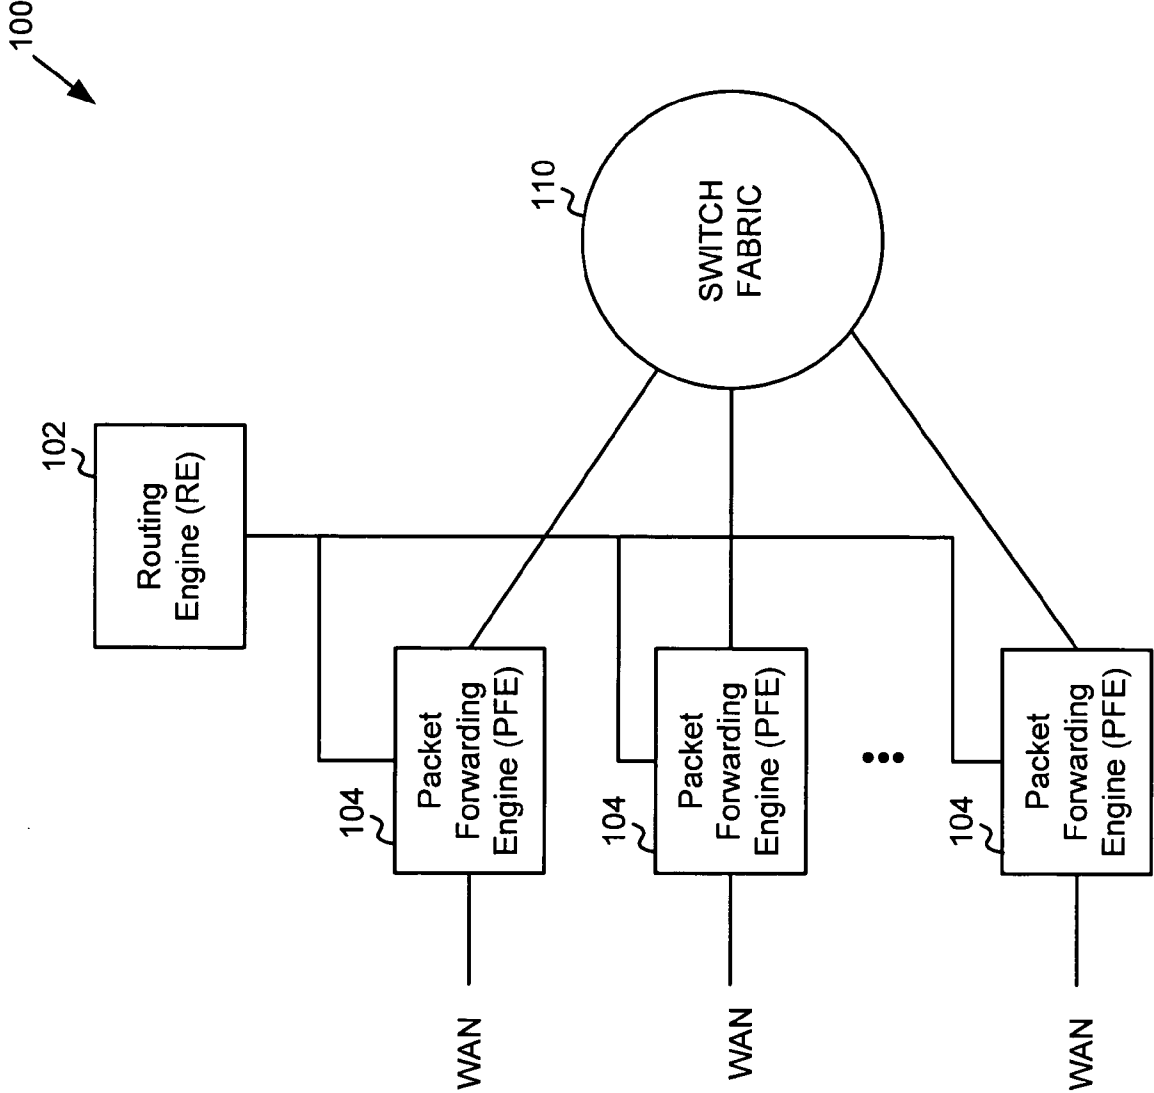 100
102
Routing
Engine (RE)
110
SWITCH
FABRIC
104
Packet
Forwarding
Engine (PFE)
WAN
104
Packet
Forwarding
Engine (PFE)
WAN
104
Packet
Forwarding
Engine (PFE)
WAN